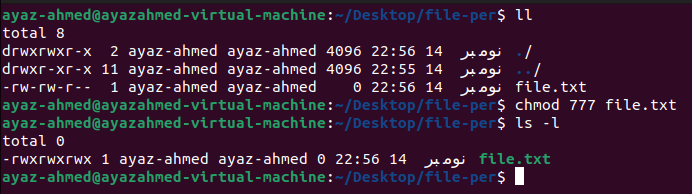 ayaz-ahmed@ayazahmed-virtual-machine:~/Desktop/file-per$ ll
total 8
drwxrwxr-x  2 ayaz-ahmed ayaz-ahmed 4096 22:56 14  نومبر  ./
drwxr-xr-x 11 ayaz-ahmed ayaz-ahmed 4096 22:55 14  نومبر  ../
-rw-rw-r--  1 ayaz-ahmed ayaz-ahmed    0 22:56 14  نومبر  file.txt
ayaz-ahmed@ayazahmed-virtual-machine:~/Desktop/file-per$ chmod 777 file.txt
ayaz-ahmed@ayazahmed-virtual-machine:~/Desktop/file-per$ ls -l
total 0
-rwxrwxrwx 1 ayaz-ahmed ayaz-ahmed 0 22:56 14  نومبر  file.txt
ayaz-ahmed@ayazahmed-virtual-machine:~/Desktop/file-per$